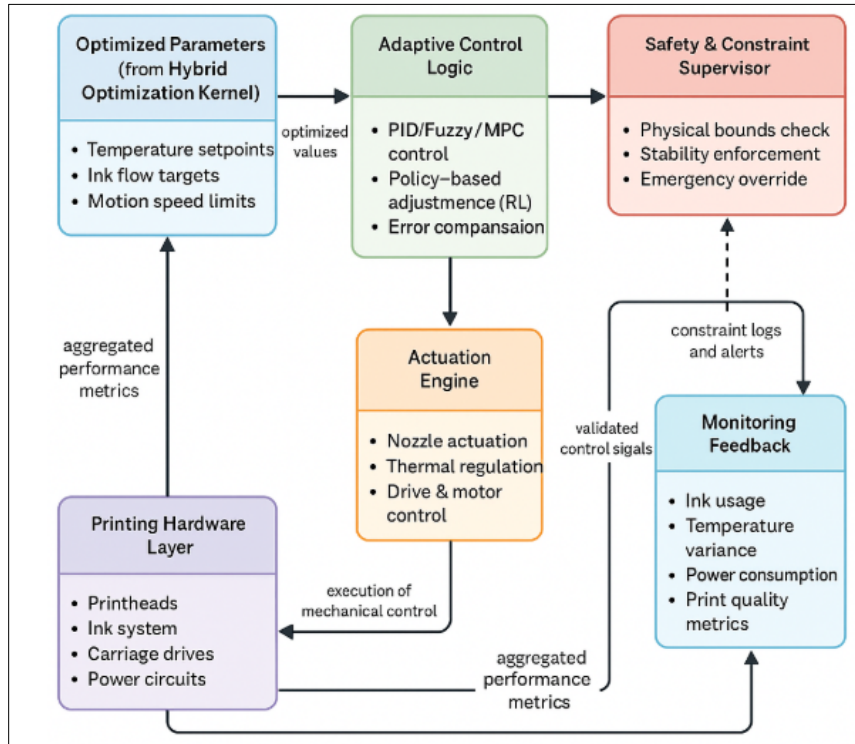 Optimized Parameters
(from Hybrid
Optimization Kernel)
• Temperature setpoints
• Ink flow targets
• Motion speed limits
optimized
values
Adaptive Control
Logic
• PID/Fuzzy/MPC
control
• Policy–based
adjustmence (RL)
• Error compansaion
Safety & Constraint
Supervisor
• Physical bounds check
• Stability enforcement
• Emergency override
aggregated
performance
metrics
Actuation
Engine
• Nozzle actuation
• Thermal regulation
• Drive & motor
control
constraint logs
and alerts
validated
control sigals
Monitoring
Feedback
• Ink usage
• Temperature
variance
• Power consumption
• Print quality
metrics
Printing Hardware
Layer
• Printheads
• Ink system
• Carriage drives
• Power circuits
execution of
mechanical control
aggregated
performance
metrics